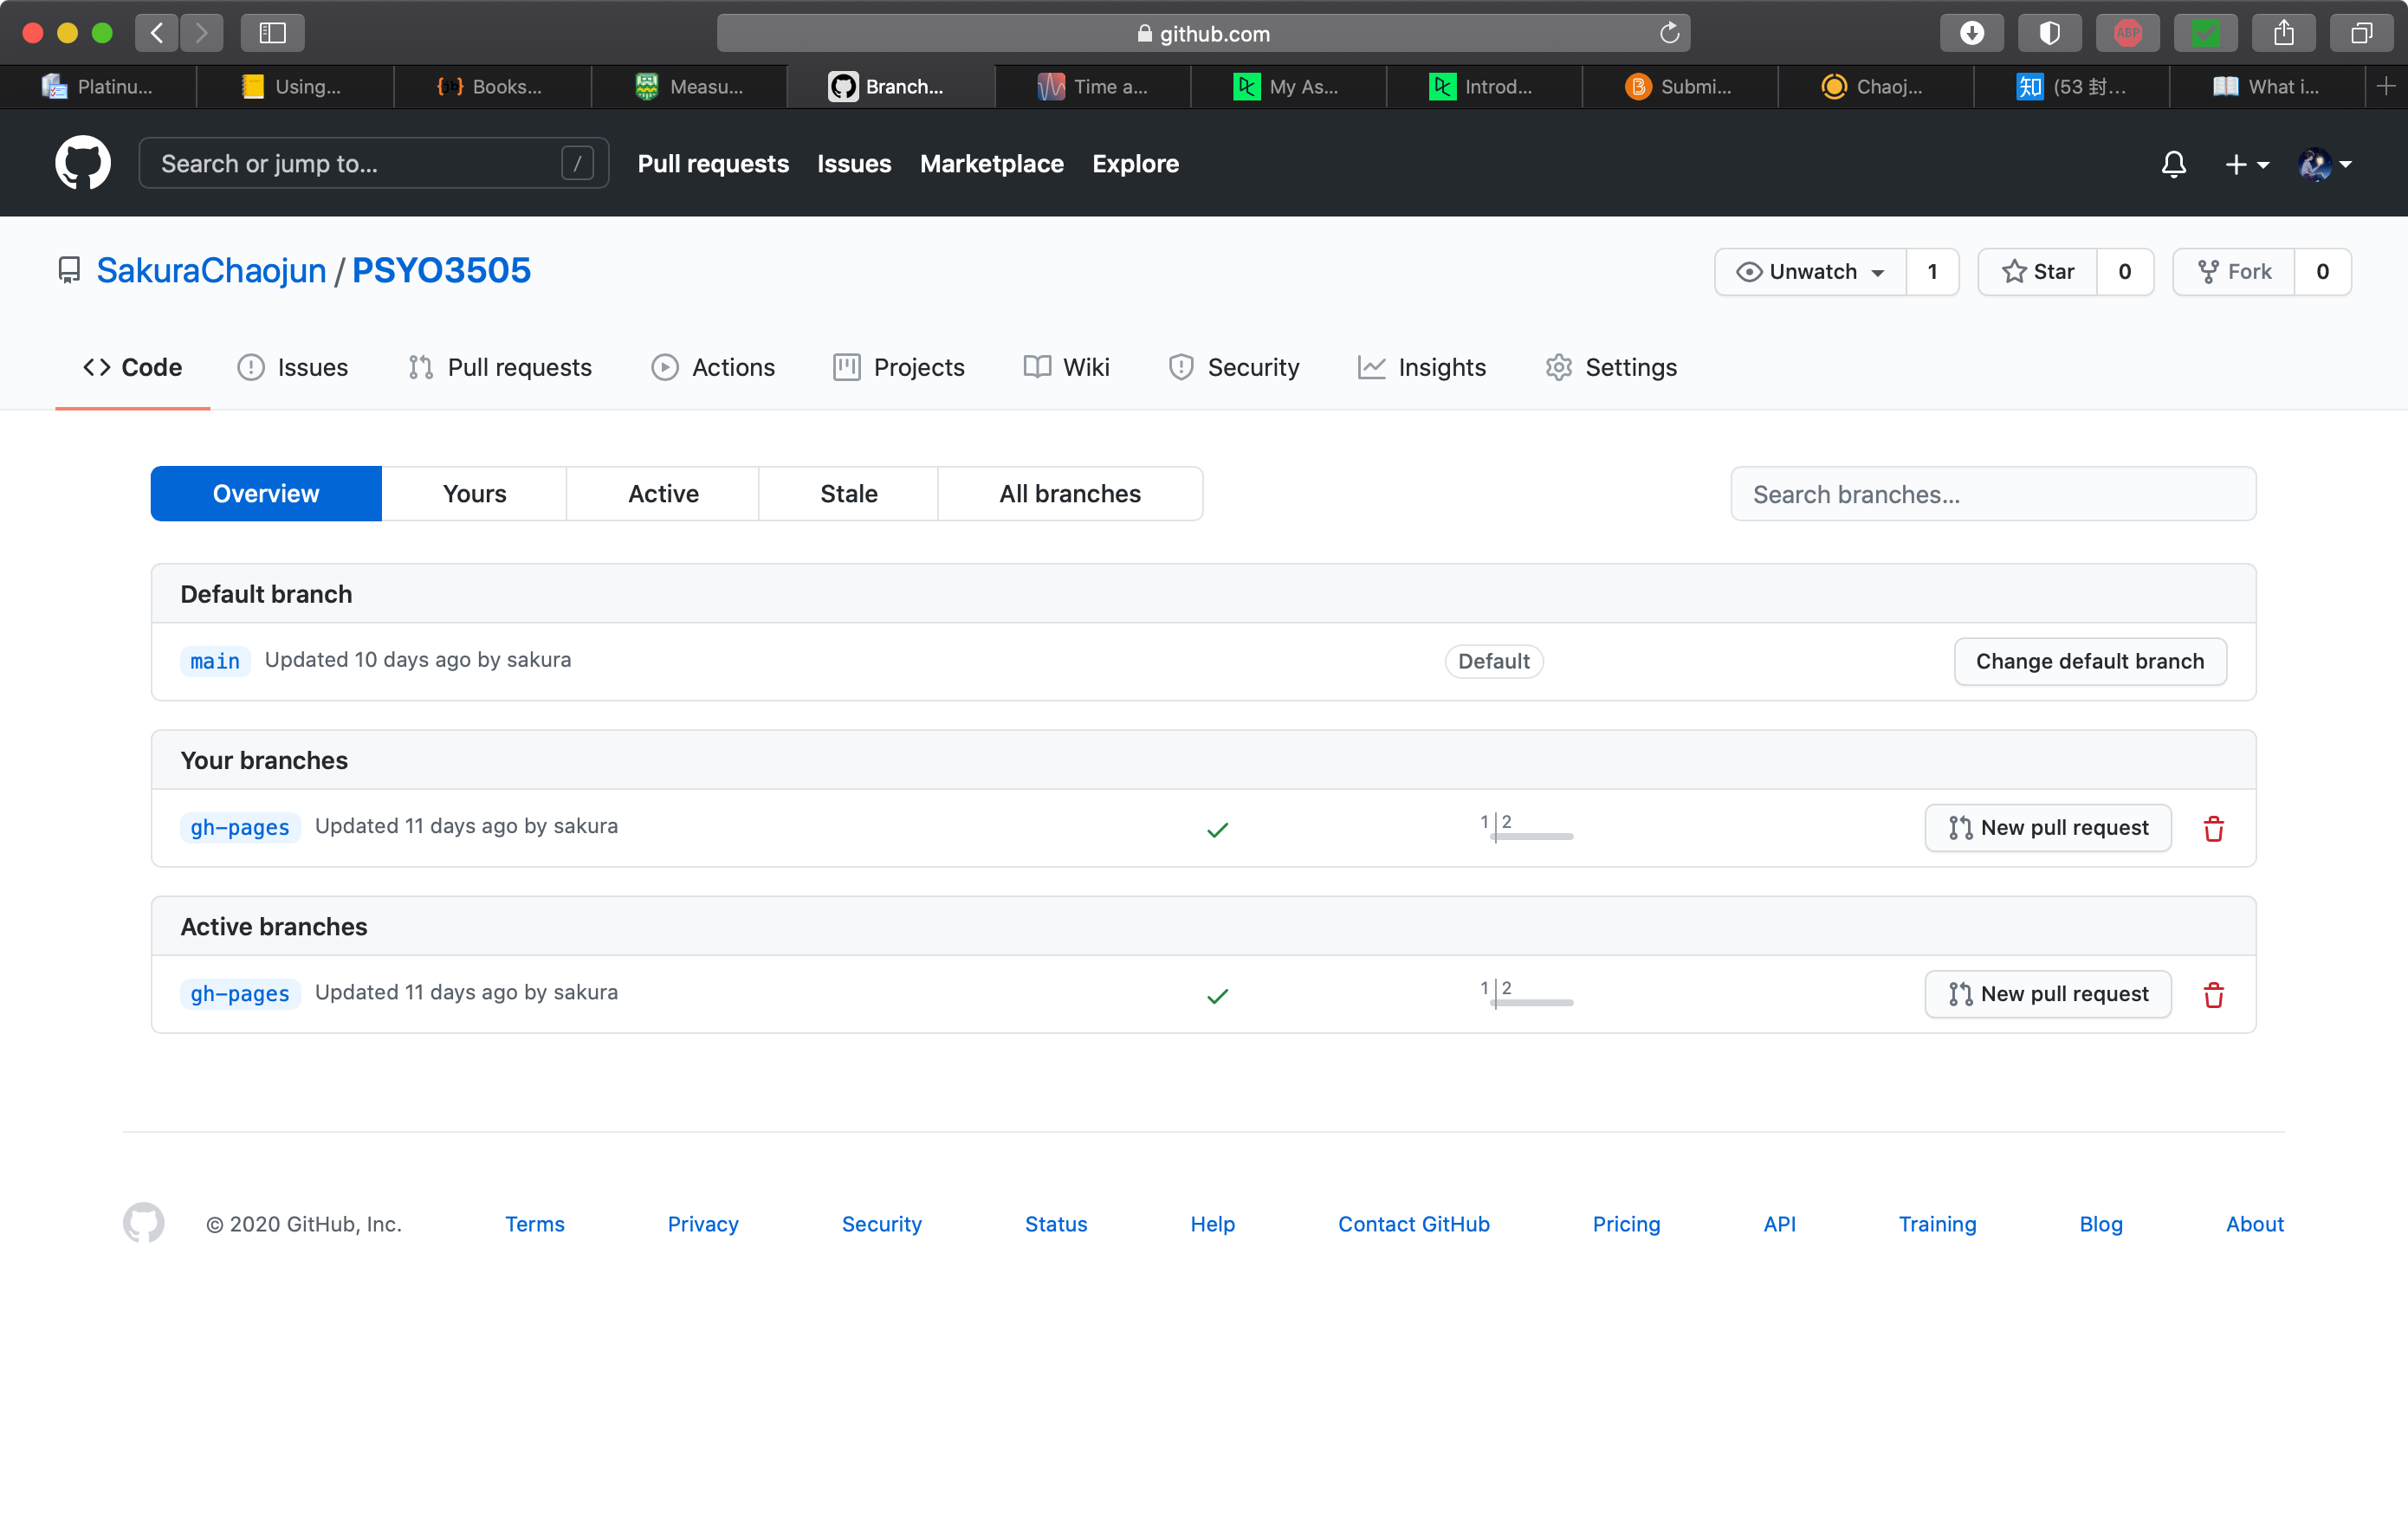 github.com
ABP
Platinu...
Using...
Books...
Measu...
Branch...
Time a...
My As...
Introd...
Submi...
Chaoj...
知 (53 封...
What i...
Search or jump to... /
Pull requests Issues Marketplace Explore
SakuraChaojun / PSYO3505
Unwatch 1 Star 0 Fork 0
Code Issues Pull requests Actions Projects Wiki Security Insights Settings
Overview Yours Active Stale All branches
Search branches...
Default branch
main Updated 10 days ago by sakura Default Change default branch
Your branches
gh-pages Updated 11 days ago by sakura 1 2 New pull request
Active branches
gh-pages Updated 11 days ago by sakura 1 2 New pull request
© 2020 GitHub, Inc. Terms Privacy Security Status Help Contact GitHub Pricing API Training Blog About